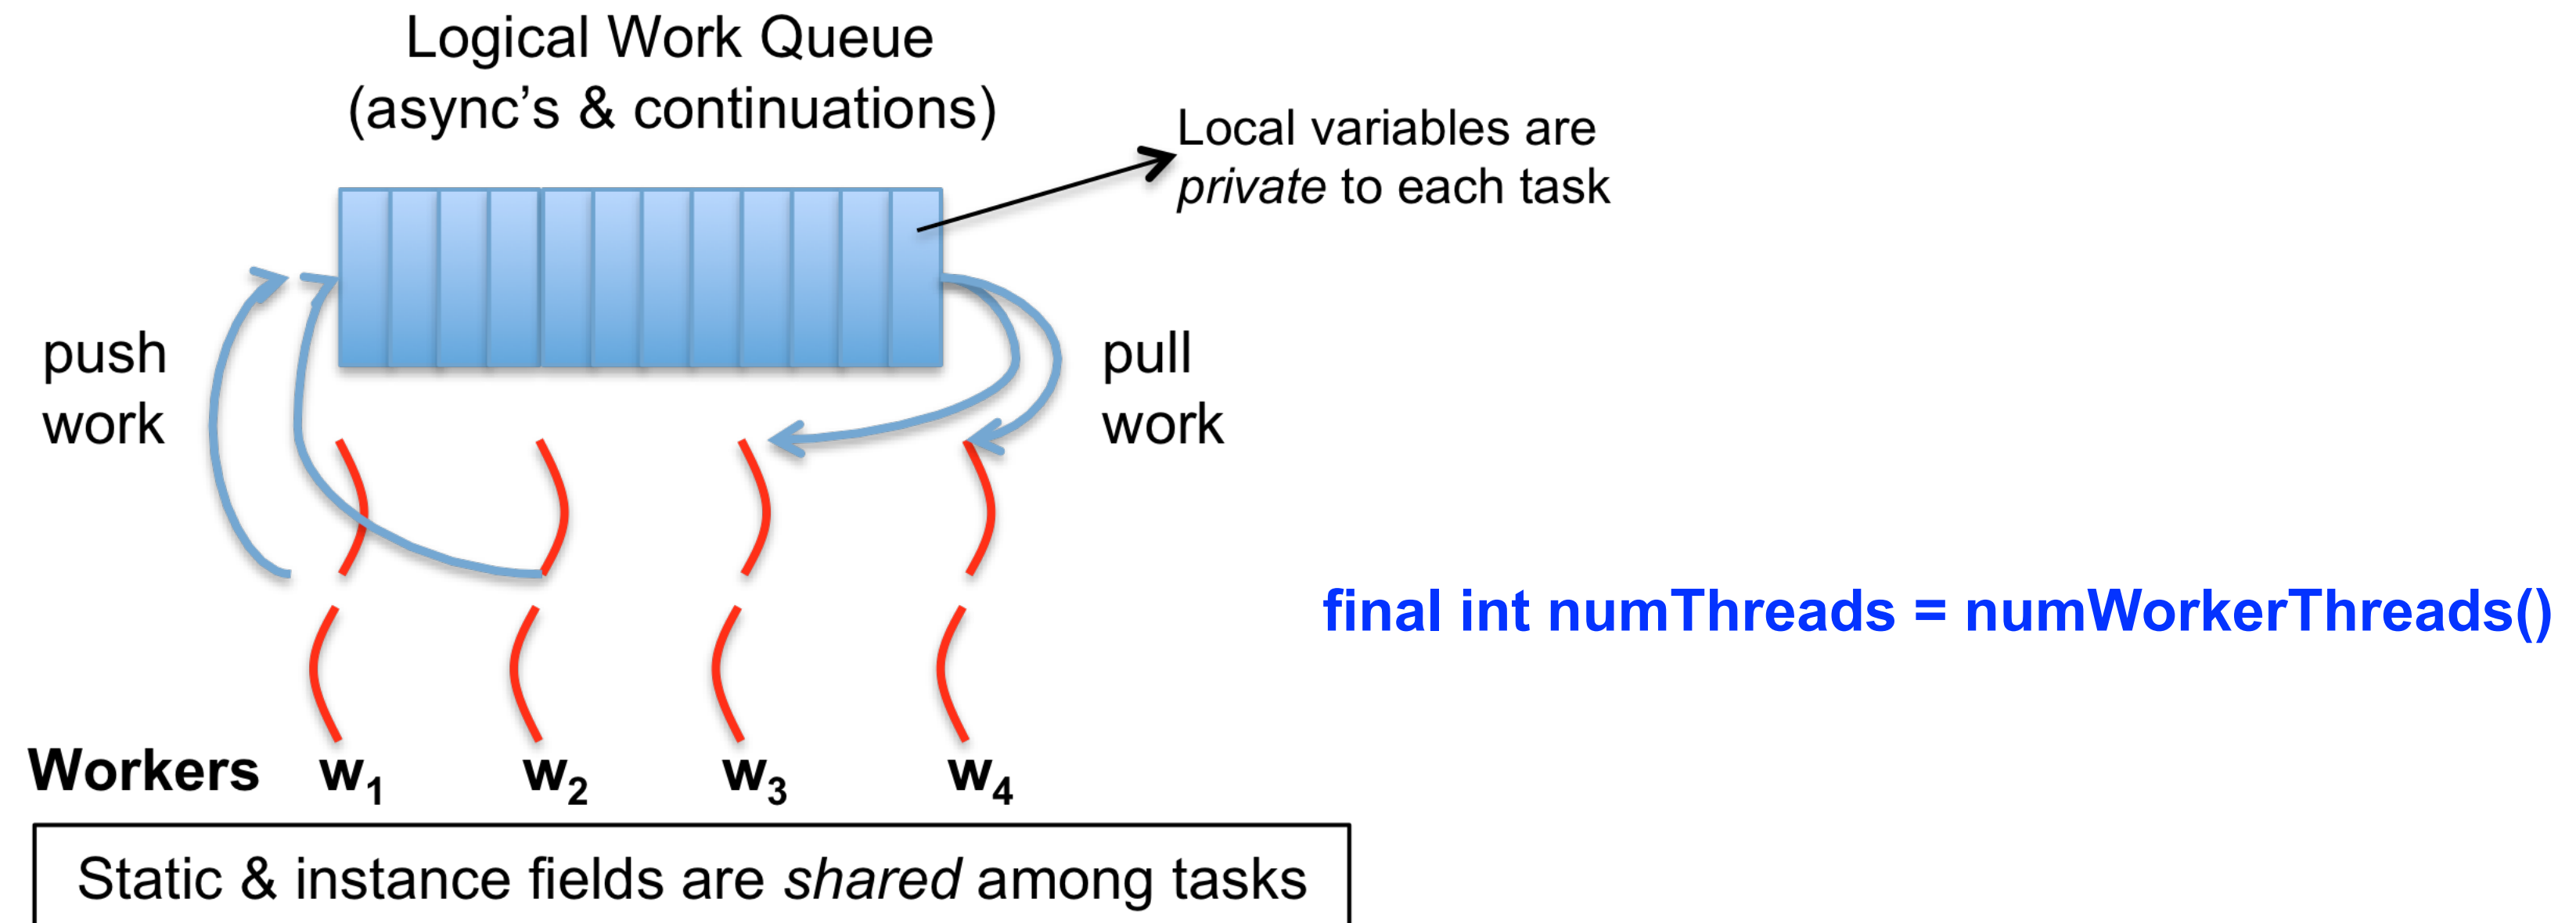 Logical Work Queue
(async's & continuations)
Local variables are
private to each task
push
work
pull
work
final int numThreads = numWorkerThreads()
Workers w1 w2 w3 w4
Static & instance fields are shared among tasks